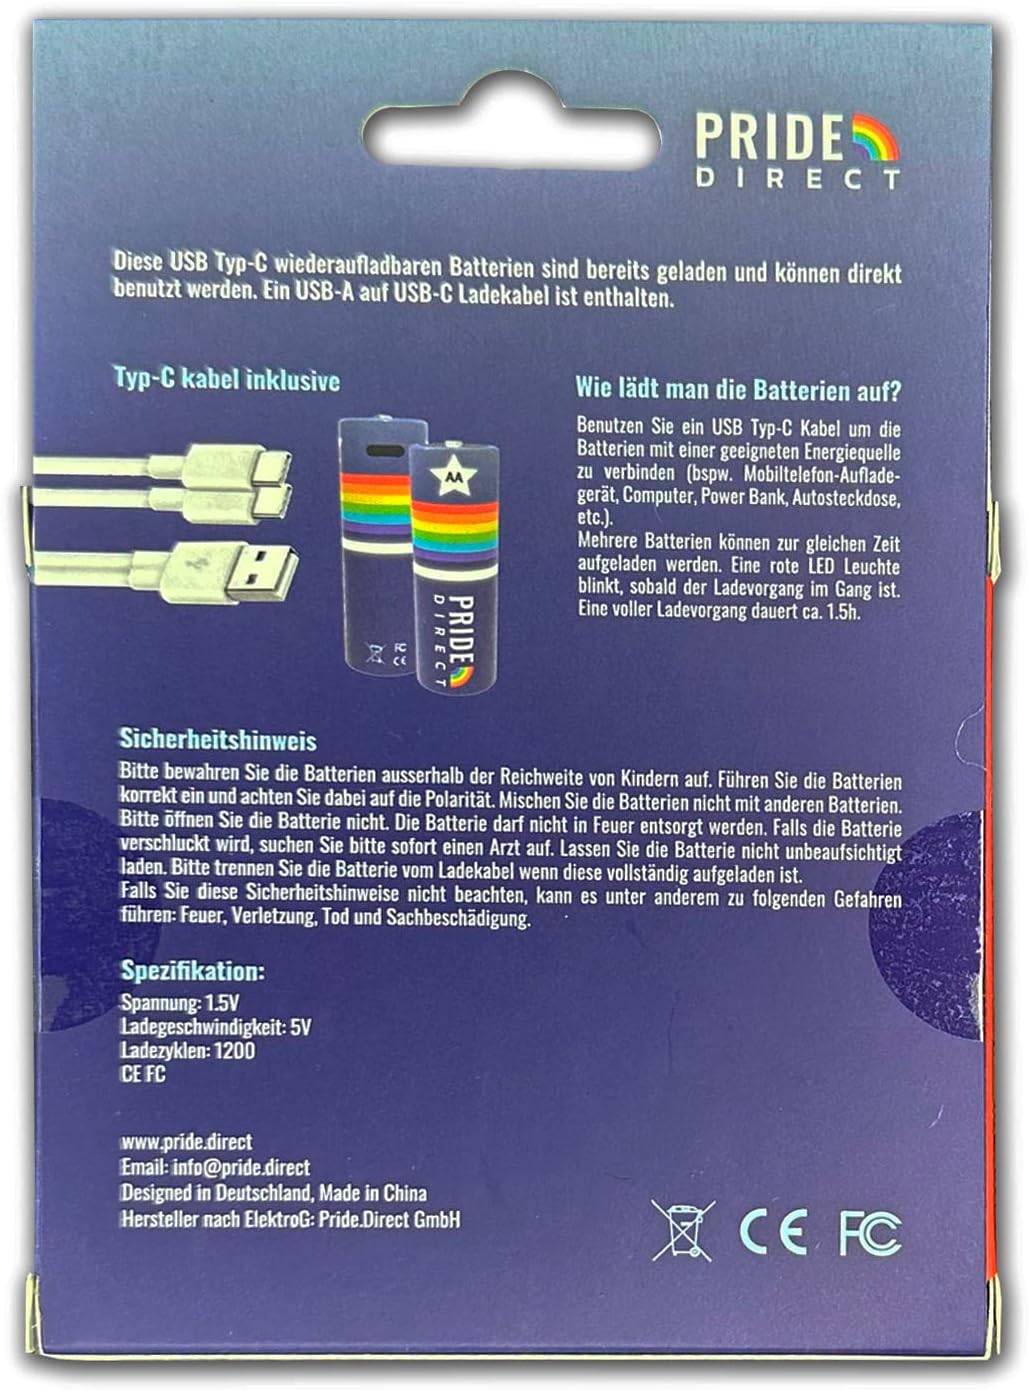 PRIDE
DIRECT
Diese USB Typ-C wiederaufladbaren Batterien sind bereits geladen und können direkt
benutzt werden. Ein USB-A auf USB-C Ladekabel ist enthalten.
Typ-C kabel inklusive
AA
PRIDE
DIRECT
FC
CE
Wie lädt man die Batterien auf?
Benutzen Sie ein USB Typ-C Kabel um die
Batterien mit einer geeigneten Energiequelle
zu verbinden (bspw. Mobiltelefon-Auflade-
gerät, Computer, Power Bank, Autosteckdose,
etc.).
Mehrere Batterien können zur gleichen Zeit
aufgeladen werden. Eine rote LED Leuchte
blinkt, sobald der Ladevorgang im Gang ist.
Eine voller Ladevorgang dauert ca. 1.5h.
Sicherheitshinweis
Bitte bewahren Sie die Batterien ausserhalb der Reichweite von Kindern auf. Führen Sie die Batterien
korrekt ein und achten Sie dabei auf die Polarität. Mischen Sie die Batterien nicht mit anderen Batterien.
Bitte öffnen Sie die Batterie nicht. Die Batterie darf nicht in Feuer entsorgt werden. Falls die Batterie
verschluckt wird, suchen Sie bitte sofort einen Arzt auf. Lassen Sie die Batterie nicht unbeaufsichtigt
laden. Bitte trennen Sie die Batterie vom Ladekabel wenn diese vollständig aufgeladen ist.
Falls Sie diese Sicherheitshinweise nicht beachten, kann es unter anderem zu folgenden Gefahren
führen: Feuer, Verletzung, Tod und Sachbeschädigung.
Spezifikation:
Spannung: 1.5V
Ladegeschwindigkeit: 5V
Ladezyklen: 1200
CE FC
www.pride.direct
Email: info@pride.direct
Designed in Deutschland, Made in China
Hersteller nach ElektroG: Pride.Direct GmbH
CE FC